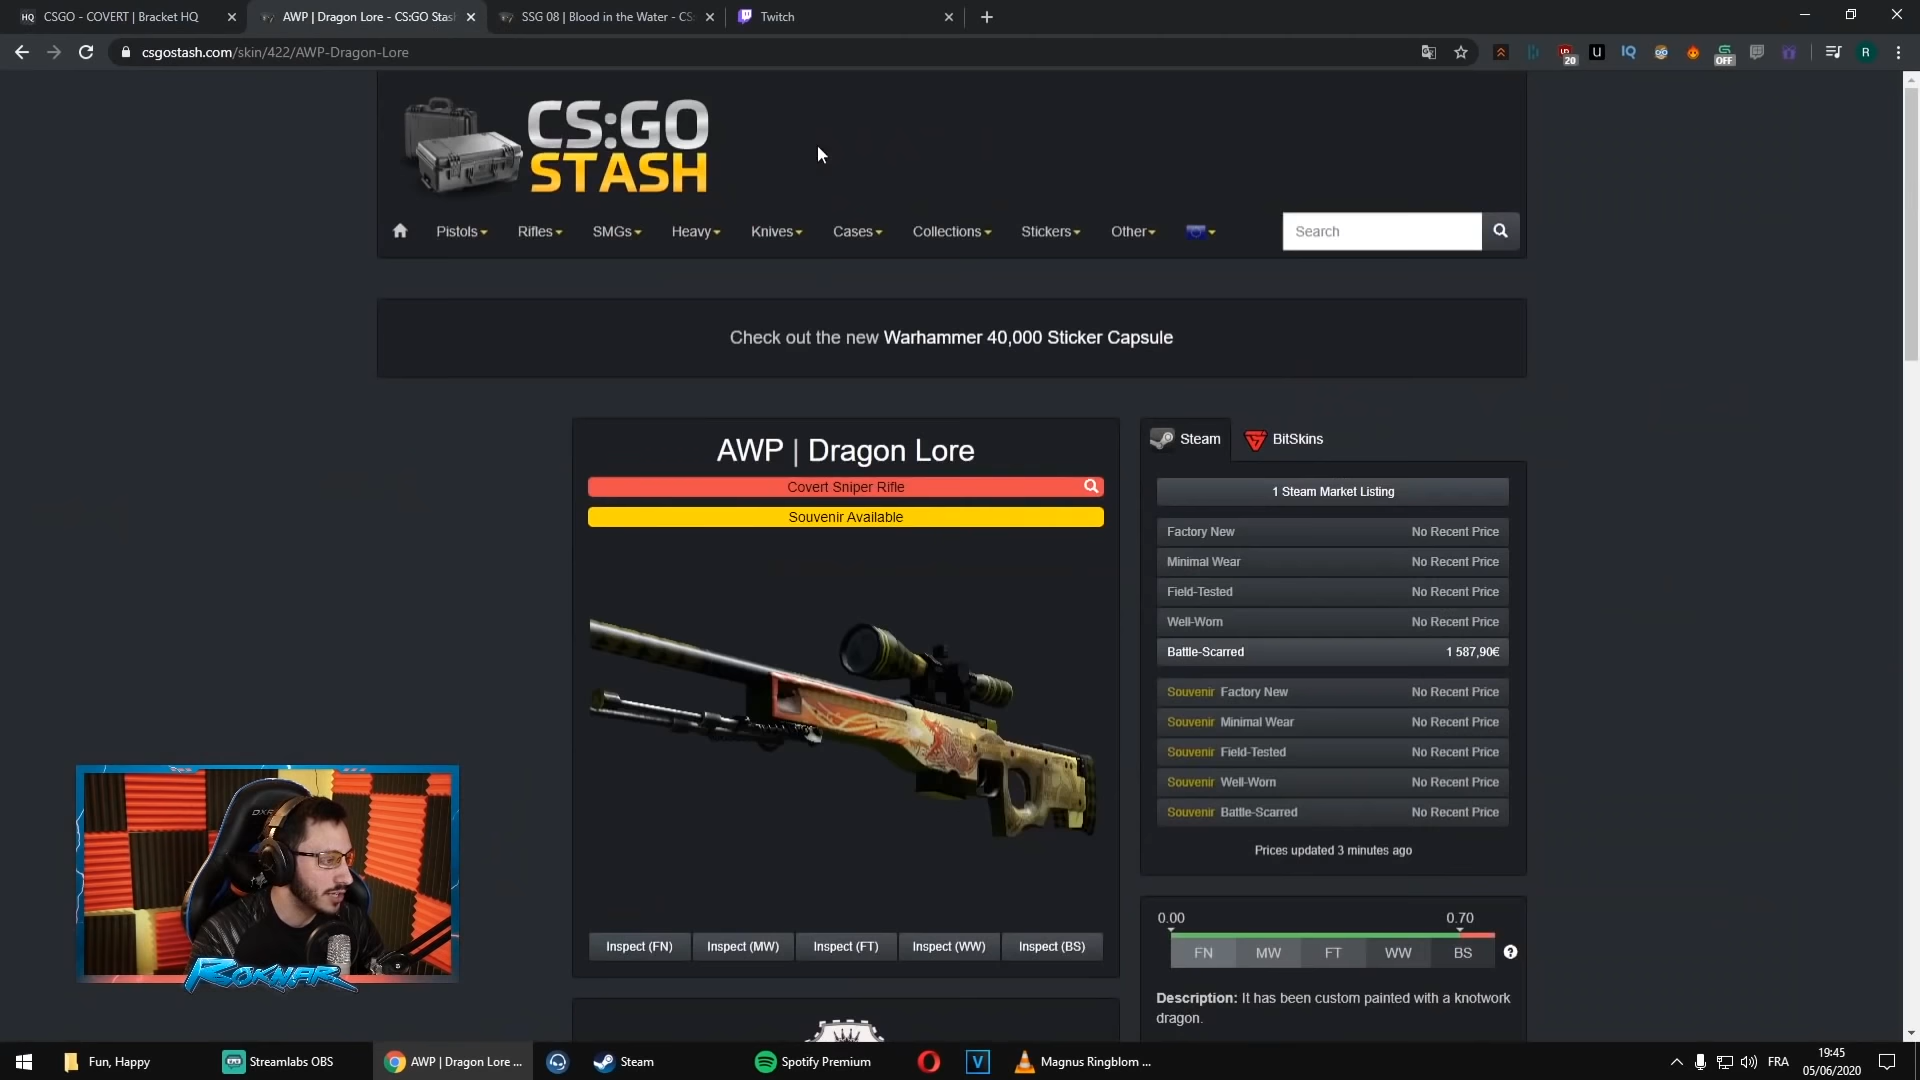 HQ CSGO - COVERT | Bracket HQ
AWP | Dragon Lore - CS:GO Stas
SSG 08 | Blood in the Water - CS
Twitch
csgostash.com/skin/422/AWP-Dragon-Lore
20
U
IQ
OFF
R
CS:GO
STASH
Pistols
Rifles
SMGs
Heavy
Knives
Cases
Collections
Stickers
Other
Search
Check out the new Warhammer 40,000 Sticker Capsule
AWP | Dragon Lore
Covert Sniper Rifle
Souvenir Available
Inspect (FN)
Inspect (MW)
Inspect (FT)
Inspect (WW)
Inspect (BS)
Steam
BitSkins
1 Steam Market Listing
Factory New No Recent Price
Minimal Wear No Recent Price
Field-Tested No Recent Price
Well-Worn No Recent Price
Battle-Scarred 1 587,90€
Souvenir Factory New No Recent Price
Souvenir Minimal Wear No Recent Price
Souvenir Field-Tested No Recent Price
Souvenir Well-Worn No Recent Price
Souvenir Battle-Scarred No Recent Price
Prices updated 3 minutes ago
0.00 0.70
FN MW FT WW BS
Description: It has been custom painted with a knotwork
dragon.
ROKNAR
Fun, Happy
Streamlabs OBS
AWP | Dragon Lore ...
Steam
Spotify Premium
V
Magnus Ringblom ...
FRA
19:45
05/06/2020